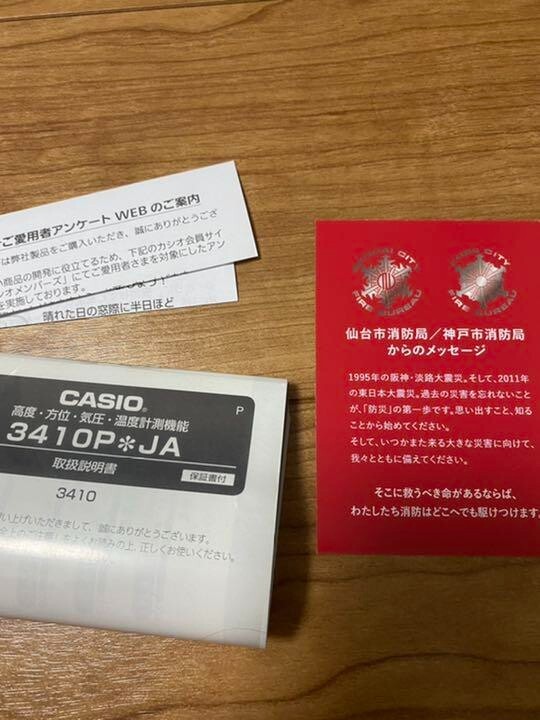 ご愛用者アンケート WEB のご案内
は弊社製品をご購入いただき、誠にありがとうござ
商品の開発に役立てるため、下記のカシオ会員サイ
オメンバーズ」にてご愛用者さまを対象にしたアン
実施しております。
晴れた日の窓際に半日ほど
CASIO®
P
高度・方位・気圧・温度計測機能
3410P*JA
取扱説明書
保証書付
3410
い上げいただきまして、誠にありがとうございます。
をよくお読みの上、正しくお使いください。
SENDAI CITY
FIRE BUREAU
KOBE CITY
FIRE BUREAU
仙台市消防局／神戸市消防局
からのメッセージ
1995年の阪神・淡路大震災。そして、2011年
の東日本大震災。過去の災害を忘れないこと
が、「防災」の第一歩です。思い出すこと、知る
ことから始めてください。
そして、いつかまた来る大きな災害に向けて、
我々とともに備えてください。
そこに救うべき命があるならば、
わたしたち消防はどこへでも駆けつけます。